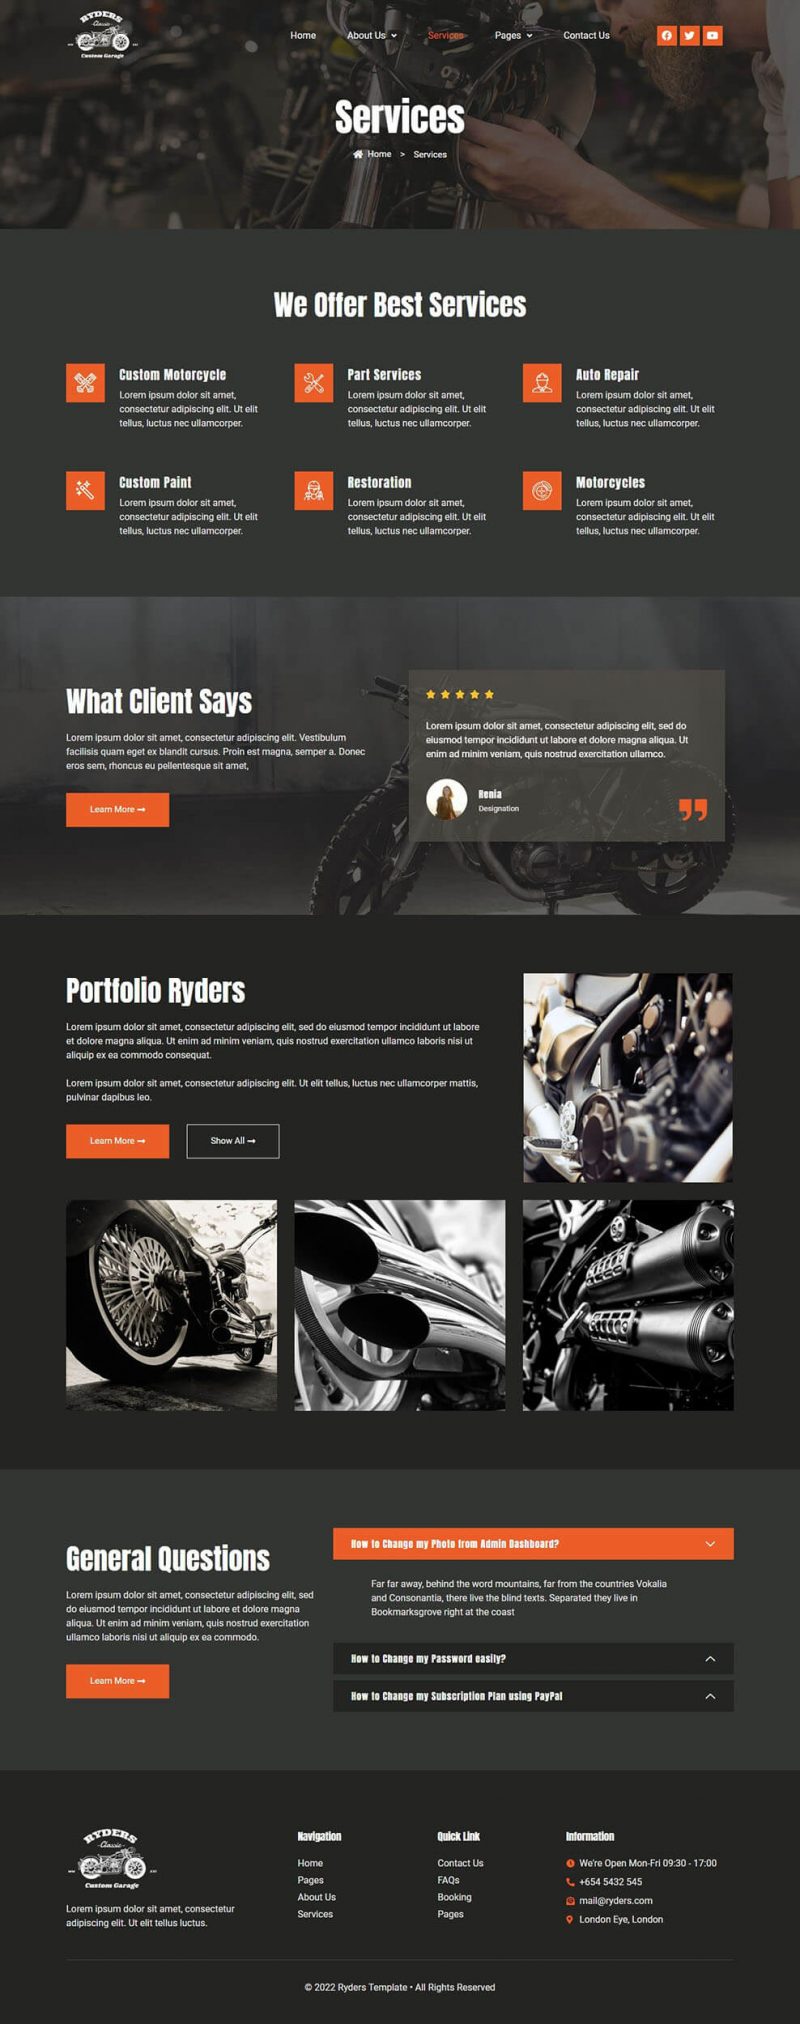 RYDERS
Classic
Custom Garage
Home
About Us
Services
Pages
Contact Us
Services
Home > Services
We Offer Best Services
Custom Motorcycle
Lorem ipsum dolor sit amet,
consectetur adipiscing elit. Ut elit
tellus, luctus nec ullamcorper.
Part Services
Lorem ipsum dolor sit amet,
consectetur adipiscing elit. Ut elit
tellus, luctus nec ullamcorper.
Auto Repair
Lorem ipsum dolor sit amet,
consectetur adipiscing elit. Ut elit
tellus, luctus nec ullamcorper.
Custom Paint
Lorem ipsum dolor sit amet,
consectetur adipiscing elit. Ut elit
tellus, luctus nec ullamcorper.
Restoration
Lorem ipsum dolor sit amet,
consectetur adipiscing elit. Ut elit
tellus, luctus nec ullamcorper.
Motorcycles
Lorem ipsum dolor sit amet,
consectetur adipiscing elit. Ut elit
tellus, luctus nec ullamcorper.
What Client Says
Lorem ipsum dolor sit amet, consectetur adipiscing elit. Vestibulum
facilisis quam eget ex blandit cursus. Proin est magna, semper a. Donec
eros sem, rhoncus eu pellentesque sit amet,
Learn More →
Lorem ipsum dolor sit amet, consectetur adipiscing elit, sed do
eiusmod tempor incididunt ut labore et dolore magna aliqua. Ut
enim ad minim veniam, quis nostrud exercitation ullamco.
Renia
Designation
Portfolio Ryders
Lorem ipsum dolor sit amet, consectetur adipiscing elit, sed do eiusmod tempor incididunt ut labore
et dolore magna aliqua. Ut enim ad minim veniam, quis nostrud exercitation ullamco laboris nisi ut
aliquip ex ea commodo consequat.
Lorem ipsum dolor sit amet, consectetur adipiscing elit. Ut elit tellus, luctus nec ullamcorper mattis,
pulvinar dapibus leo.
Learn More →
Show All →
General Questions
Lorem ipsum dolor sit amet, consectetur adipiscing elit, sed
do eiusmod tempor incididunt ut labore et dolore magna
aliqua. Ut enim ad minim veniam, quis nostrud exercitation
ullamco laboris nisi ut aliquip ex ea commodo.
Learn More →
How to Change my Photo from Admin Dashboard?
Far far away, behind the word mountains, far from the countries Vokalia
and Consonantia, there live the blind texts. Separated they live in
Bookmarksgrove right at the coast
How to Change my Password easily?
How to Change my Subscription Plan using PayPal
RYDERS
Classic
Custom Garage
Lorem ipsum dolor sit amet, consectetur
adipiscing elit. Ut elit tellus luctus.
Navigation
Home
Pages
About Us
Services
Quick Link
Contact Us
FAQs
Booking
Pages
Information
We're Open Mon-Fri 09:30 - 17:00
+654 5432 545
mail@ryders.com
London Eye, London
© 2022 Ryders Template • All Rights Reserved